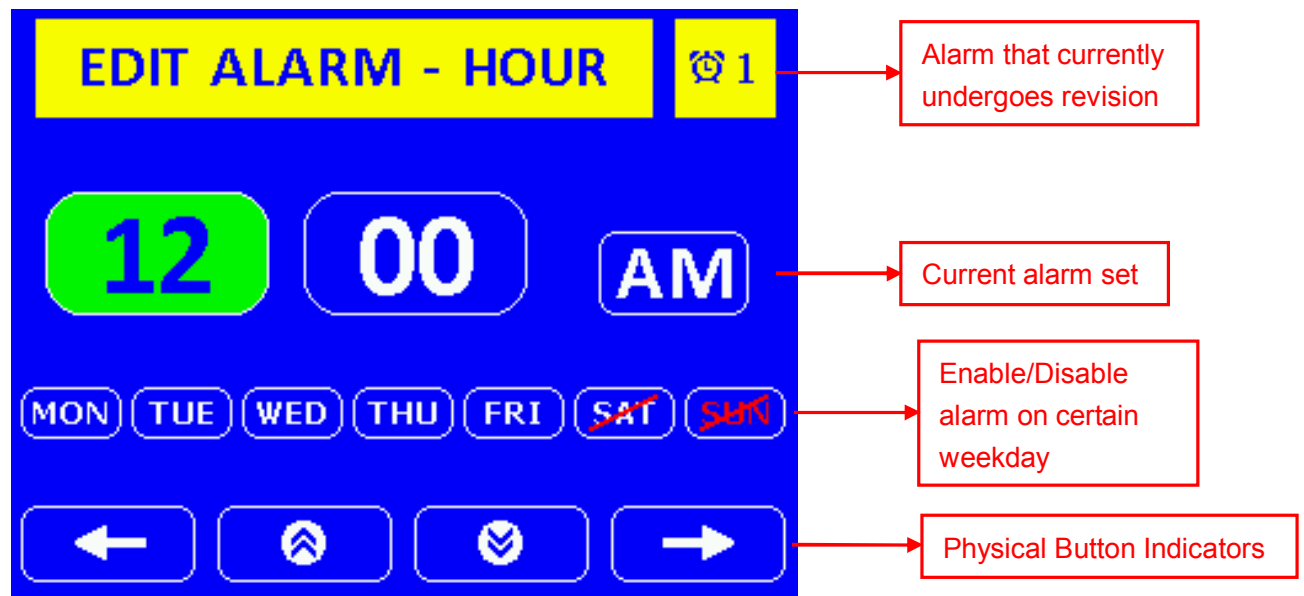 EDIT ALARM - HOUR
1
Alarm that currently
undergoes revision
12
00
AM
Current alarm set
MON
TUE
WED
THU
FRI
SAT
SUN
Enable/Disable
alarm on certain
weekday
Physical Button Indicators